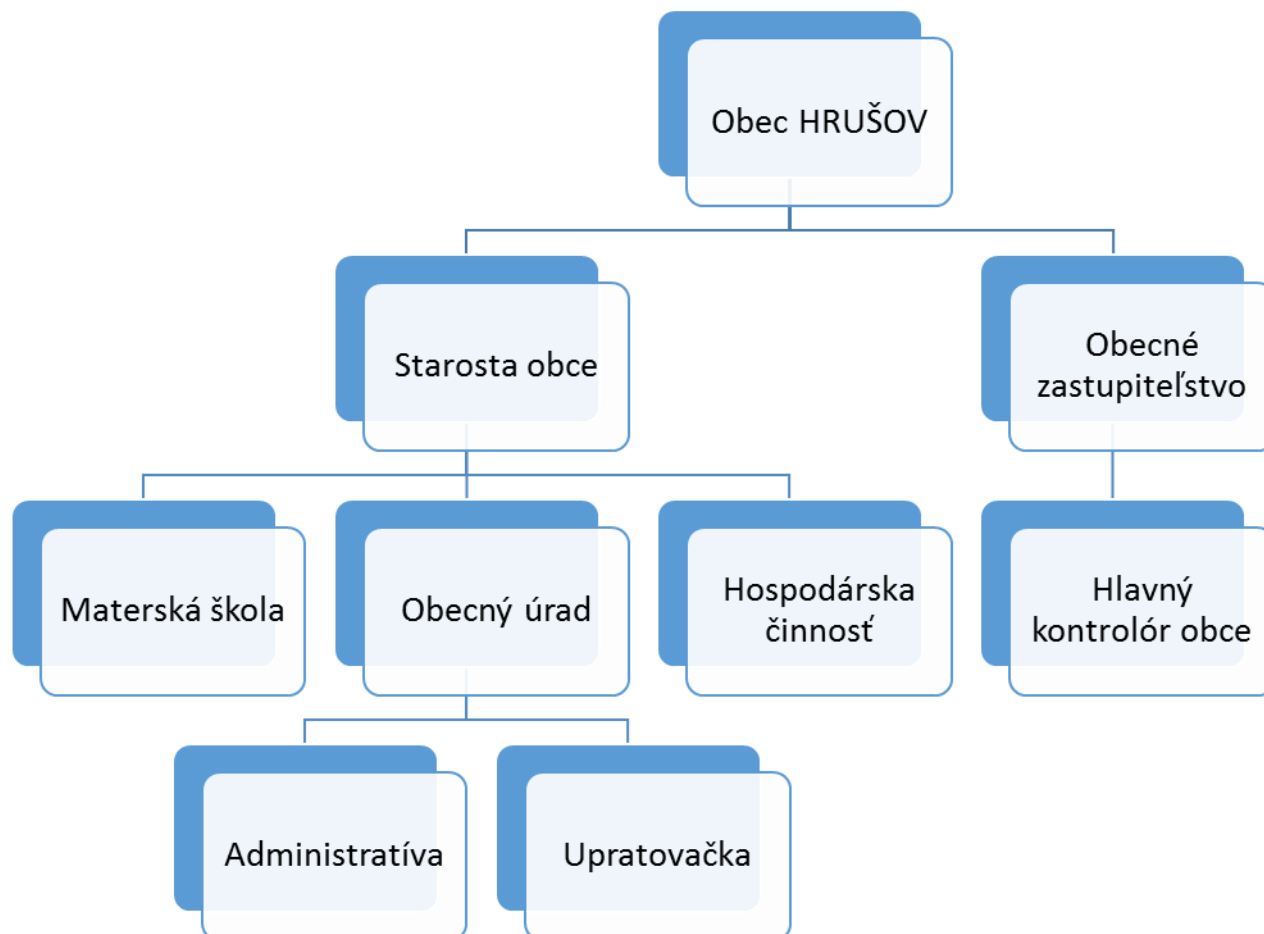 Obec HRUŠOV
Starosta obce
Obecné
zastupiteľstvo
Materská škola
Obecný úrad
Hospodárska
činnosť
Hlavný
kontrolór obce
Administratíva
Upratovačka